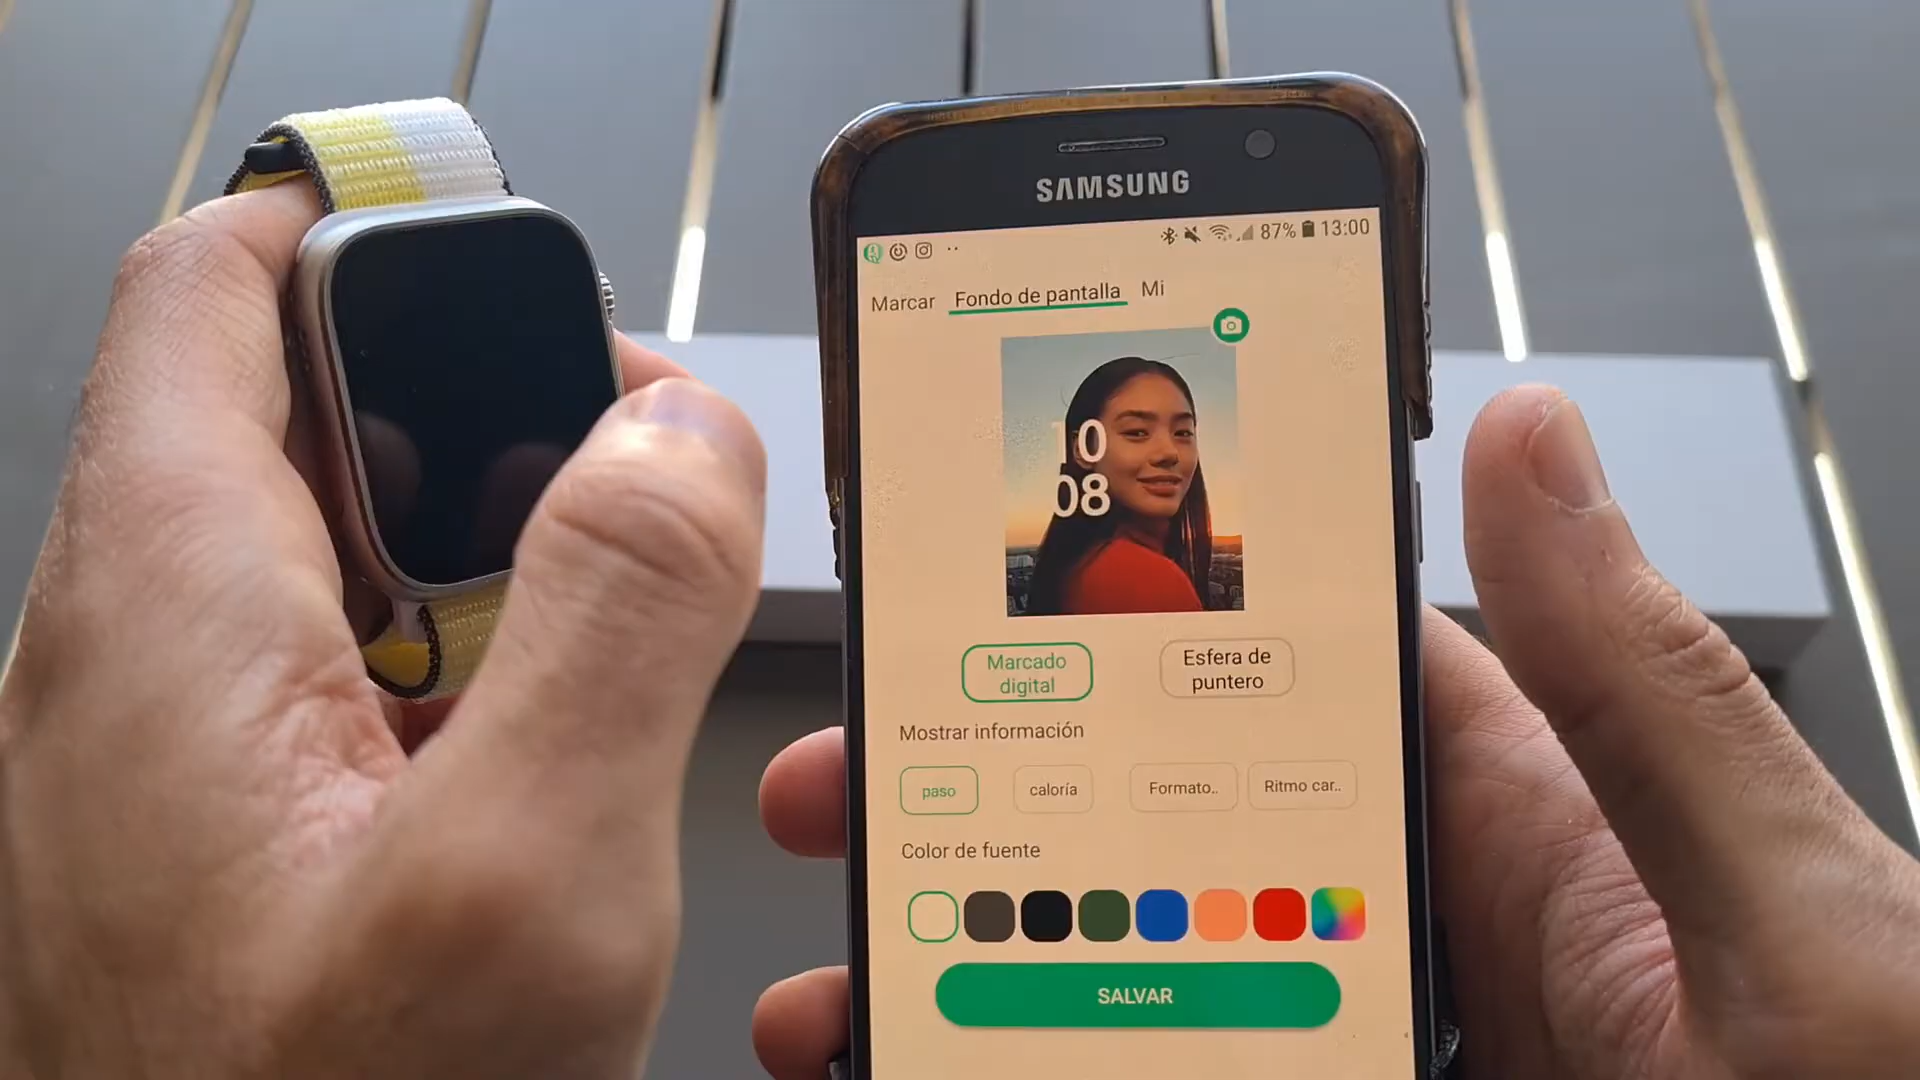 SAMSUNG
87% 13:00
Marcar Fondo de pantalla Mi
10
08
Marcado
digital
Esfera de
puntero
Mostrar información
paso caloría Formato.. Ritmo car..
Color de fuente
SALVAR